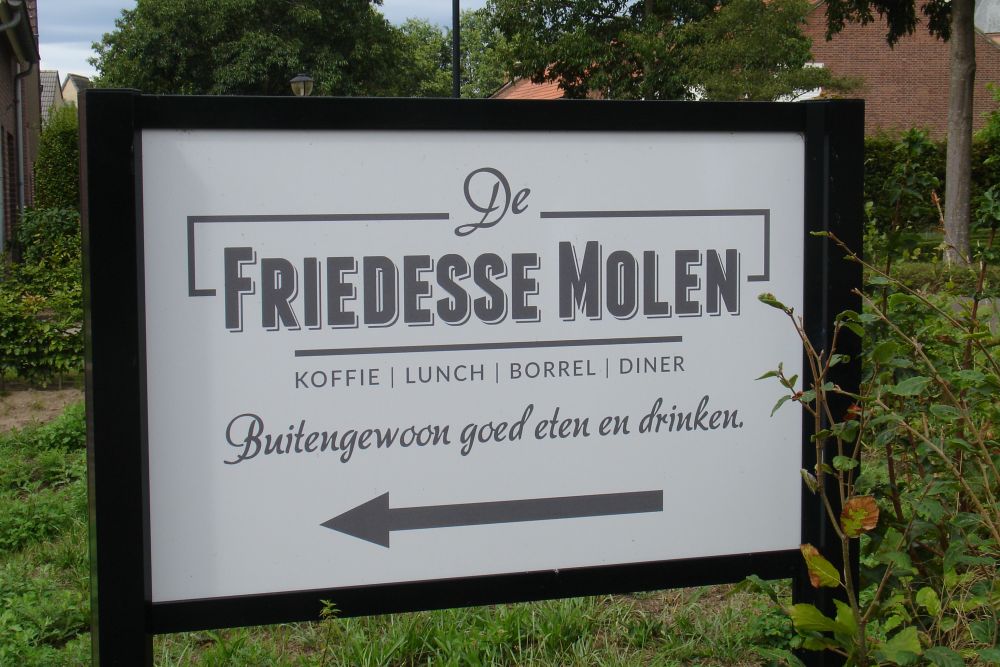 De
FRIEDESSE MOLEN
KOFFIE | LUNCH | BORREL | DINER
Buitengewoon goed eten en drinken.